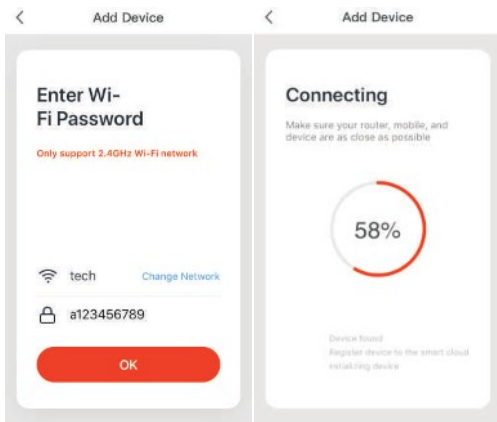 Add Device
Enter Wi-
Fi Password
Only support 2.4GHz Wi-Fi network
tech
Change Network
a123456789
OK
Add Device
Connecting
Make sure your router, mobile, and
device are as close as possible
58%
Device found
Register device to the smart cloud
Initializing device